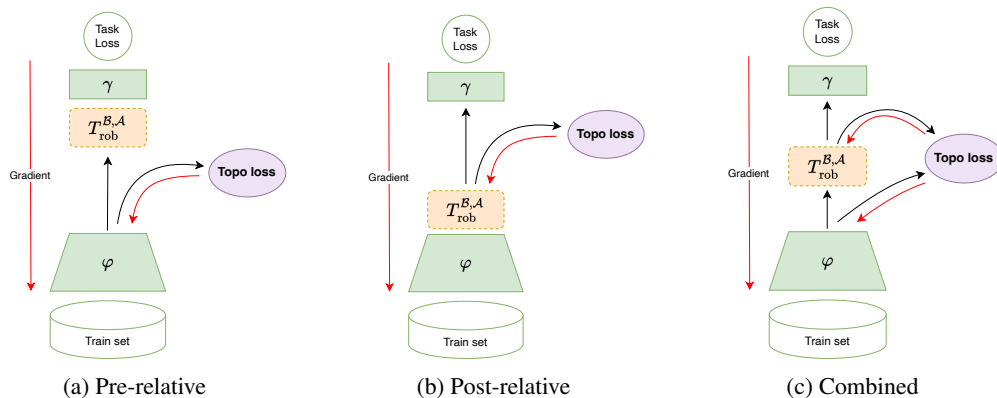 Task
Loss
γ
T_rob^{B,A}
Gradient
Topo loss
φ
Train set
(a) Pre-relative
Task
Loss
γ
Topo loss
Gradient
T_rob^{B,A}
φ
Train set
(b) Post-relative
Task
Loss
γ
Topo loss
T_rob^{B,A}
Gradient
φ
Train set
(c) Combined